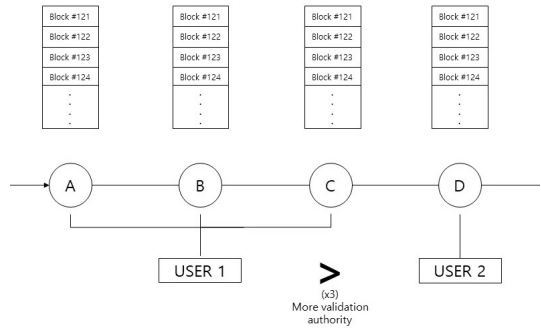 Block #121
Block #122
Block #123
Block #124
Block #121
Block #122
Block #123
Block #124
Block #121
Block #122
Block #123
Block #124
Block #121
Block #122
Block #123
Block #124
A
B
C
D
USER 1
>
USER 2
(x3)
More validation
authority